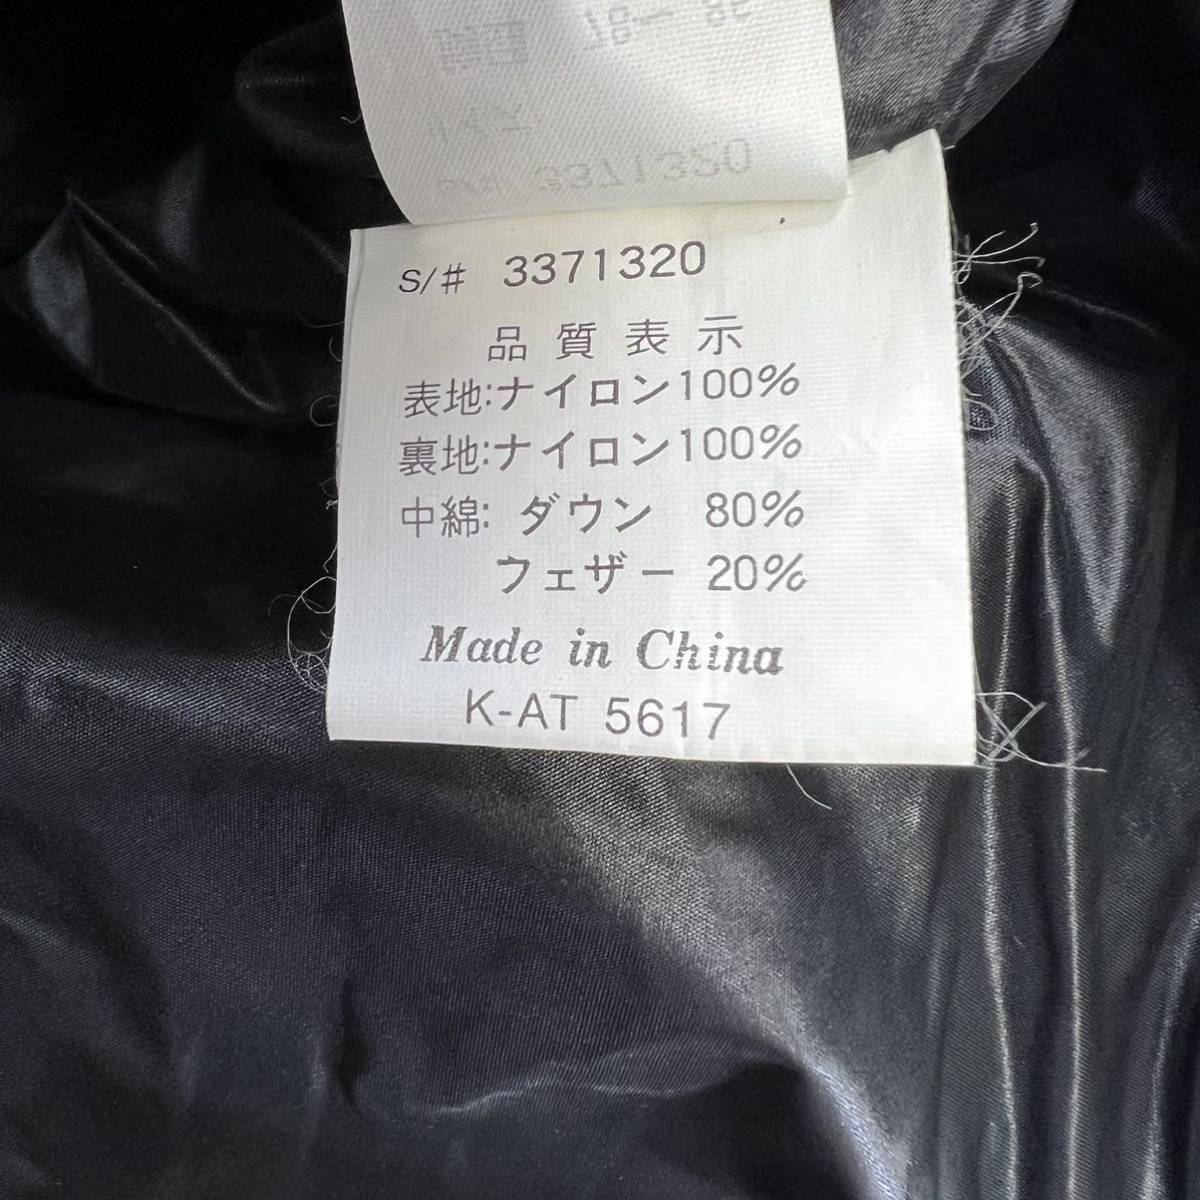 S/# 3371320
品質表示
表地:ナイロン100%
裏地:ナイロン100%
中綿: ダウン 80%
フェザー 20%
Made in China
K-AT 5617